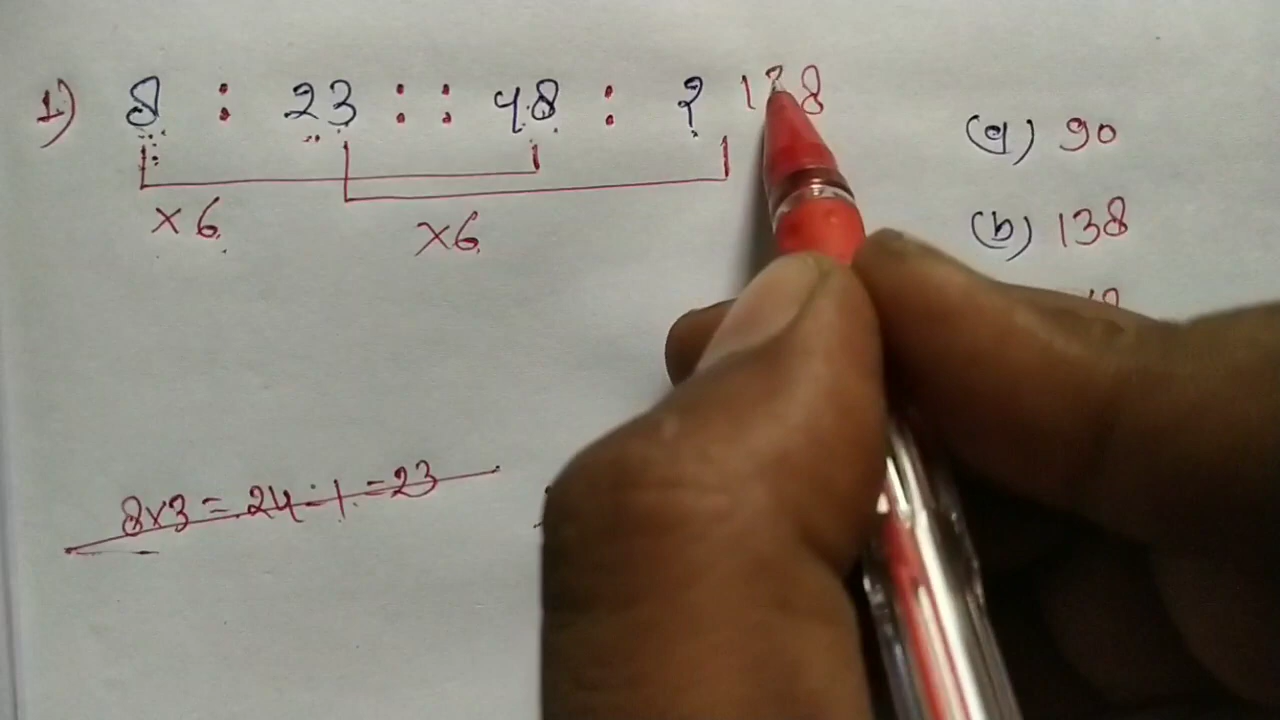 1) 8 : 23 :: 48 : ? 138
×6 ×6
(a) 90
(b) 138
8×3 = 24 - 1 = 23